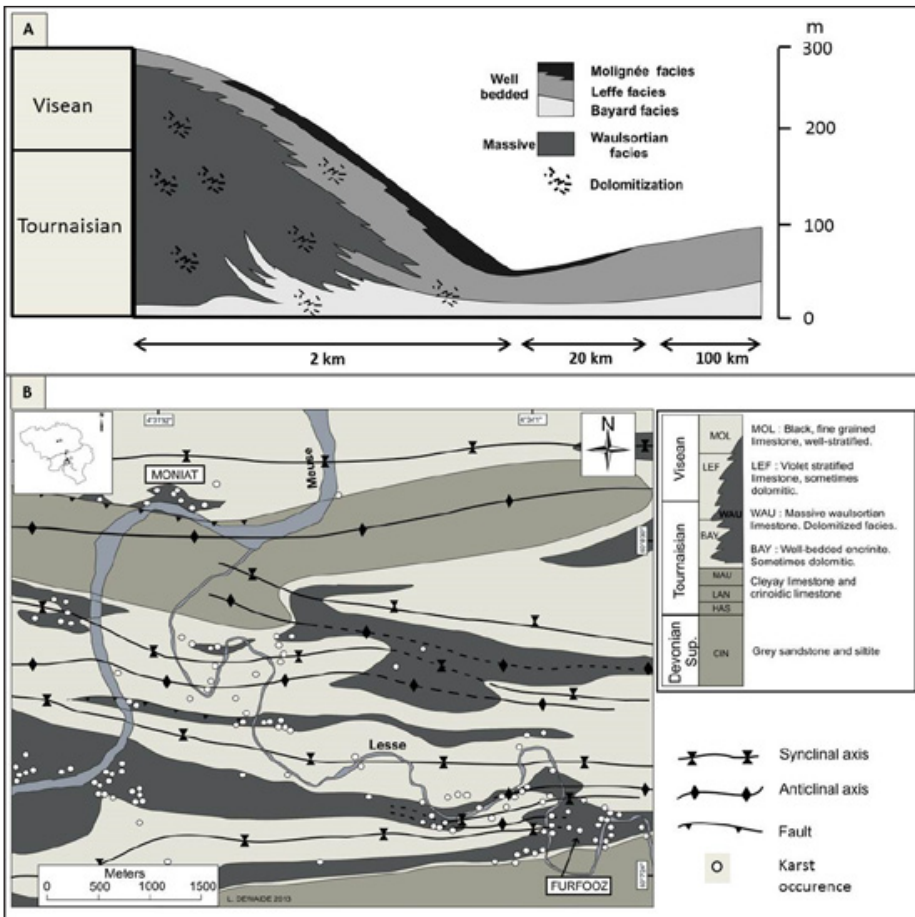 A
m
300
200
100
0
Visean
Tournaisian
Well
bedded
Molignée facies
Leffe facies
Bayard facies
Massive
Waulsortian
facies
Dolomitization
2 km
20 km
100 km
B
MONIAT
Meuse
N
Lesse
FURFOOZ
Meters
0 500 1000 1500
L. DEWAIDE 2013
Visean
Tournaisian
Devonian
Sup.
MOL
LEF
WAU
BAY
MAU
LAN
HAS
CIN
MOL : Black, fine grained
limestone, well-stratified.
LEF : Violet stratified
limestone, sometimes
dolomitic.
WAU : Massive waulsortian
limestone. Dolomitized facies.
BAY : Well-bedded encrinite.
Sometimes dolomitic.
Cleyay limestone and
crinoidic limestone
Grey sandstone and siltite
Synclinal axis
Anticlinal axis
Fault
Karst
occurence